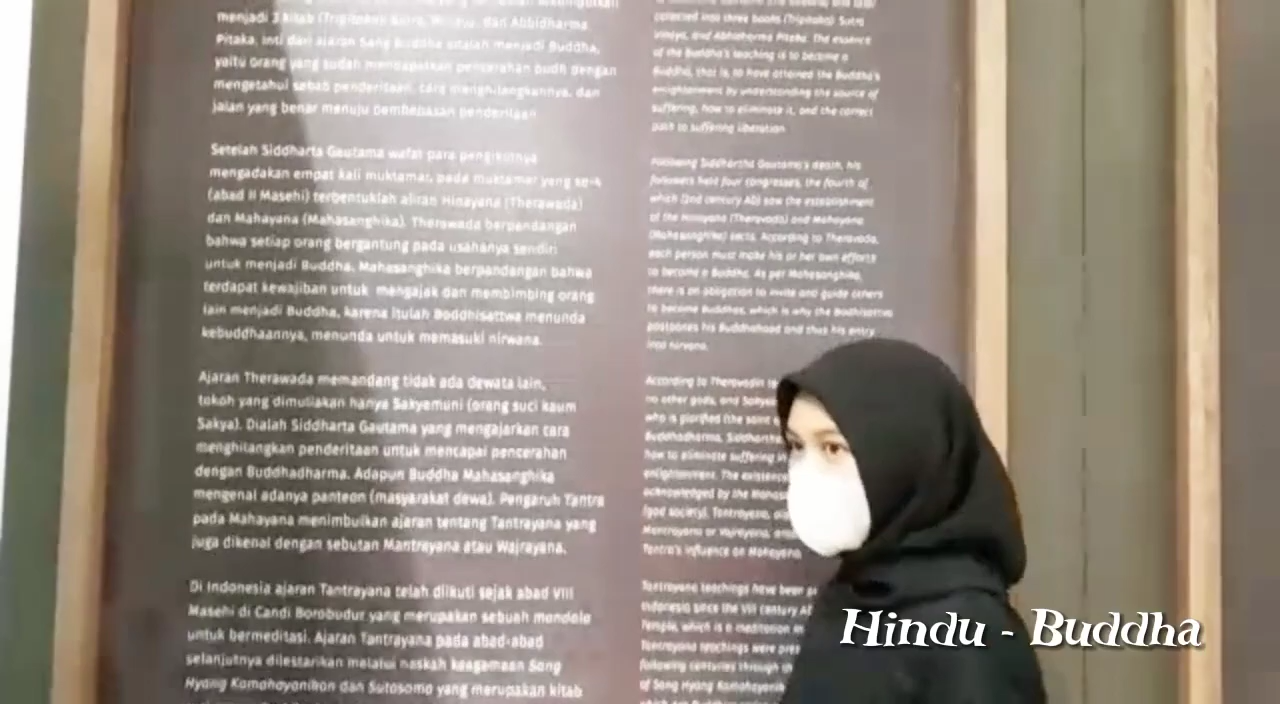 menjadi 3 kitab (Tripitaka) Sutra, Winaya, dan Abbidharma
Pitaka. Inti dari ajaran Sang Buddha adalah menjadi Buddha,
yaitu orang yang sudah mendapatkan pencerahan budh dengan
mengetahui sebab penderitaan, cara menghilangkannya, dan
jalan yang benar menuju pembebasan penderitaan
Setelah Siddharta Gautama wafat para pengikutnya
mengadakan empat kali muktamar, pada muktamar yang ke-4
(abad II Masehi) terbentuklah aliran Hinayana (Therawada)
dan Mahayana (Mahasanghika). Therawada berpandangan
bahwa setiap orang bergantung pada usahanya sendiri
untuk menjadi Buddha. Mahasanghika berpandangan bahwa
terdapat kewajiban untuk mengajak dan membimbing orang
lain menjadi Buddha, karena itulah Boddhisattwa menunda
kebuddhaannya, menunda untuk memasuki nirwana.
Ajaran Therawada memandang tidak ada dewata lain,
tokoh yang dimuliakan hanya Sakyamuni (orang suci kaum
Sakya). Dialah Siddharta Gautama yang mengajarkan cara
menghilangkan penderitaan untuk mencapai pencerahan
dengan Buddhadharma. Adapun Buddha Mahasanghika
mengenal adanya panteon (masyarakat dewa). Pengaruh Tantra
pada Mahayana menimbulkan ajaran tentang Tantrayana yang
juga dikenal dengan sebutan Mantrayana atau Wajrayana.
Di Indonesia ajaran Tantrayana telah diikuti sejak abad VIII
Masehi di Candi Borobudur yang merupakan sebuah mandala
untuk bermeditasi. Ajaran Tantrayana pada abad-abad
selanjutnya dilestarikan melalui naskah keagamaan Sang
Hyang Kamahayanikan dan Sutasoma yang merupakan kitab
collected into three books (Tripitaka) Sutra
Vinaya, and Abhidharma Pitaka. The essence
of the Buddha's teaching is to become a
Buddha, that is, to have attained the Buddha's
enlightenment by understanding the source of
suffering, how to eliminate it, and the correct
path to suffering liberation.
Following Siddhartha Gautama's death, his
followers held four congresses, the fourth of
which (2nd century AD) saw the establishment
of the Hinayana (Theravada) and Mahayana
(Mahasanghika) sects. According to Theravada,
each person must make his or her own efforts
to become a Buddha. As per Mahasanghika,
there is an obligation to invite and guide others
to become Buddhas, which is why the Bodhisattva
postpones his Buddhahood and thus his entry
into nirvana.
According to Theravadin
no other gods, and
who is glorified (the saint
Buddhadharma, Siddhartha
how to eliminate suffering
enlightenment. The existence
acknowledged by the
(god society). Tantrayana,
Mantrayana or Vajrayana,
Tantra's influence on Mahayana.
Tantrayana teachings have been
Indonesia since the VIII century AD
Temple, which is a meditation
Tantrayana teachings were
following centuries through
of Sang Hyang
which are Buddhist
Hindu - Buddha